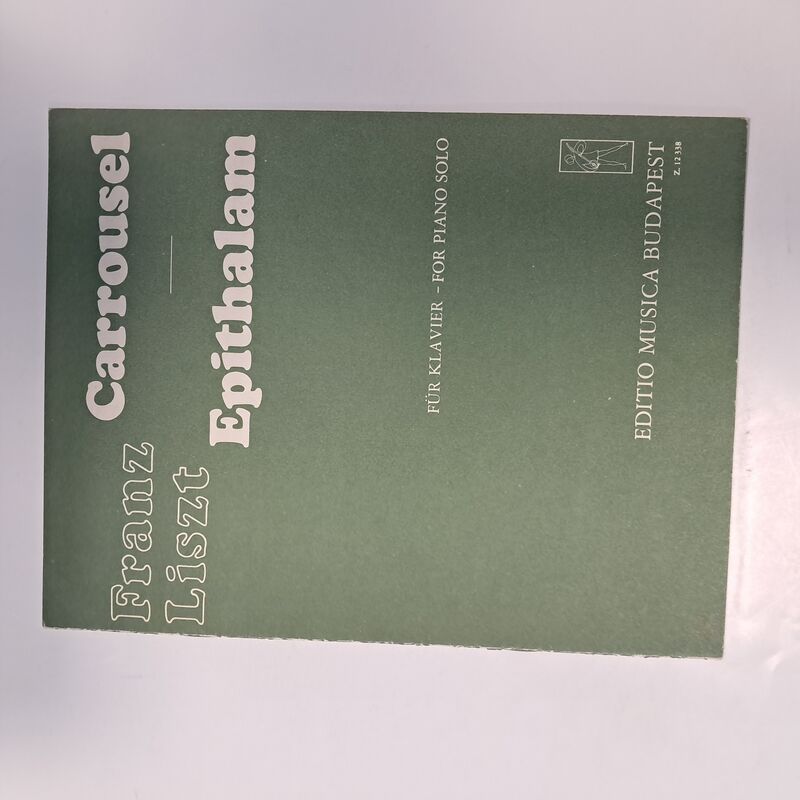 Franz
Liszt
Carrousel
Epithalam
FÜR KLAVIER – FOR PIANO SOLO
EDITIO MUSICA BUDAPEST
Z. 12 338